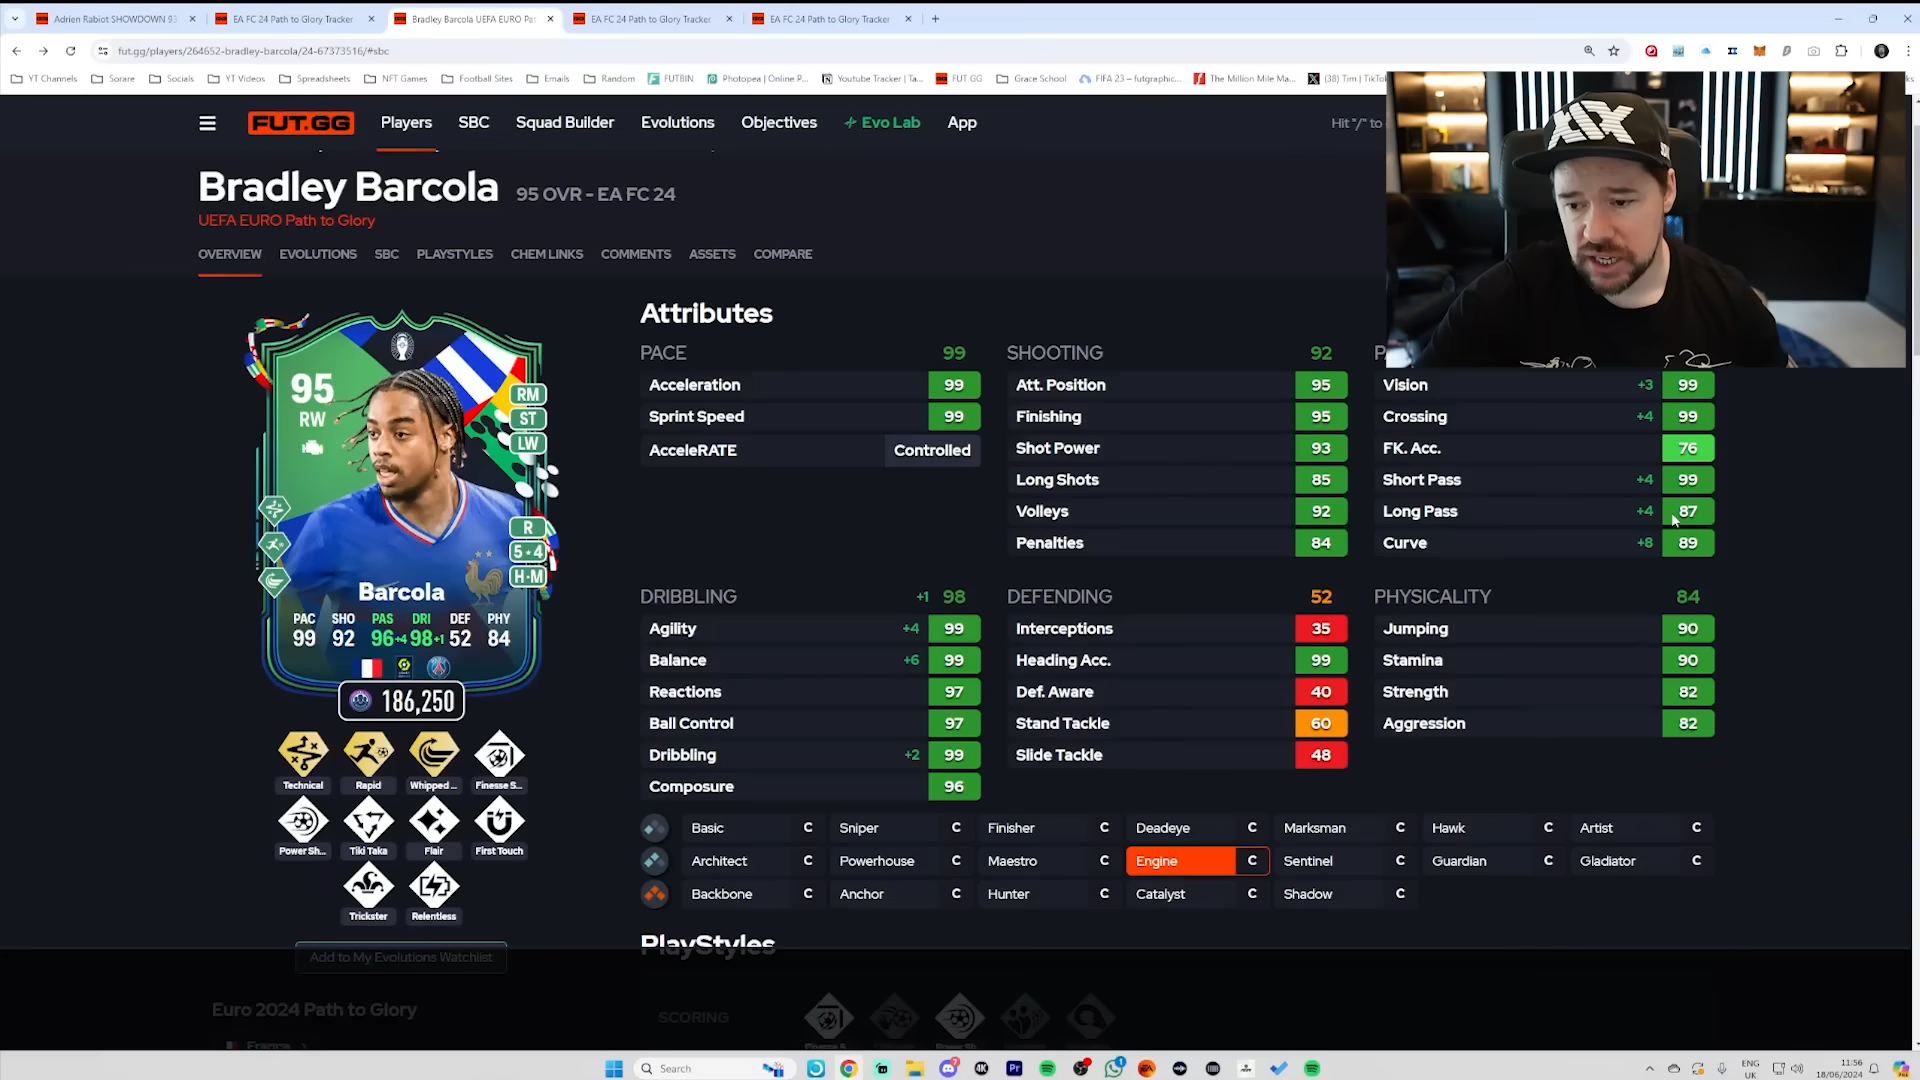 Adrien Rabiot SHOWDOWN 93
EA FC 24 Path to Glory Tracker
Bradley Barcola UEFA EURO Pat
EA FC 24 Path to Glory Tracker
EA FC 24 Path to Glory Tracker
fut.gg/players/264652-bradley-barcola/24-67373516/#sbc
YT Channels
Sorare
Socials
YT Videos
Spreadsheets
NFT Games
Football Sites
Emails
Random
FUTBIN
Photopea | Online P...
Youtube Tracker | Ta...
FUT GG
Grace School
FIFA 23 – futgraphic...
The Million Mile Ma...
(38) Tim | TikTok
FUT.GG
Players
SBC
Squad Builder
Evolutions
Objectives
Evo Lab
App
Hit "/" to
Bradley Barcola 95 OVR - EA FC 24
UEFA EURO Path to Glory
OVERVIEW
EVOLUTIONS
SBC
PLAYSTYLES
CHEM LINKS
COMMENTS
ASSETS
COMPARE
95
RW
RM
ST
LW
R
5★4
H·M
Barcola
PAC SHO PAS DRI DEF PHY
99 92 96+4 98+1 52 84
186,250
Technical
Rapid
Whipped ...
Finesse S...
Power Sh...
Tiki Taka
Flair
First Touch
Trickster
Relentless
Add to My Evolutions Watchlist
Euro 2024 Path to Glory
France
Attributes
PACE 99
Acceleration 99
Sprint Speed 99
AcceleRATE Controlled
SHOOTING 92
Att. Position 95
Finishing 95
Shot Power 93
Long Shots 85
Volleys 92
Penalties 84
P
Vision +3 99
Crossing +4 99
FK. Acc. 76
Short Pass +4 99
Long Pass +4 87
Curve +8 89
DRIBBLING +1 98
Agility +4 99
Balance +6 99
Reactions 97
Ball Control 97
Dribbling +2 99
Composure 96
DEFENDING 52
Interceptions 35
Heading Acc. 99
Def. Aware 40
Stand Tackle 60
Slide Tackle 48
PHYSICALITY 84
Jumping 90
Stamina 90
Strength 82
Aggression 82
Basic C Sniper C Finisher C Deadeye C Marksman C Hawk C Artist C
Architect C Powerhouse C Maestro C Engine C Sentinel C Guardian C Gladiator C
Backbone C Anchor C Hunter C Catalyst C Shadow C
PlayStyles
SCORING
Search
ENG
UK
11:56
18/06/2024